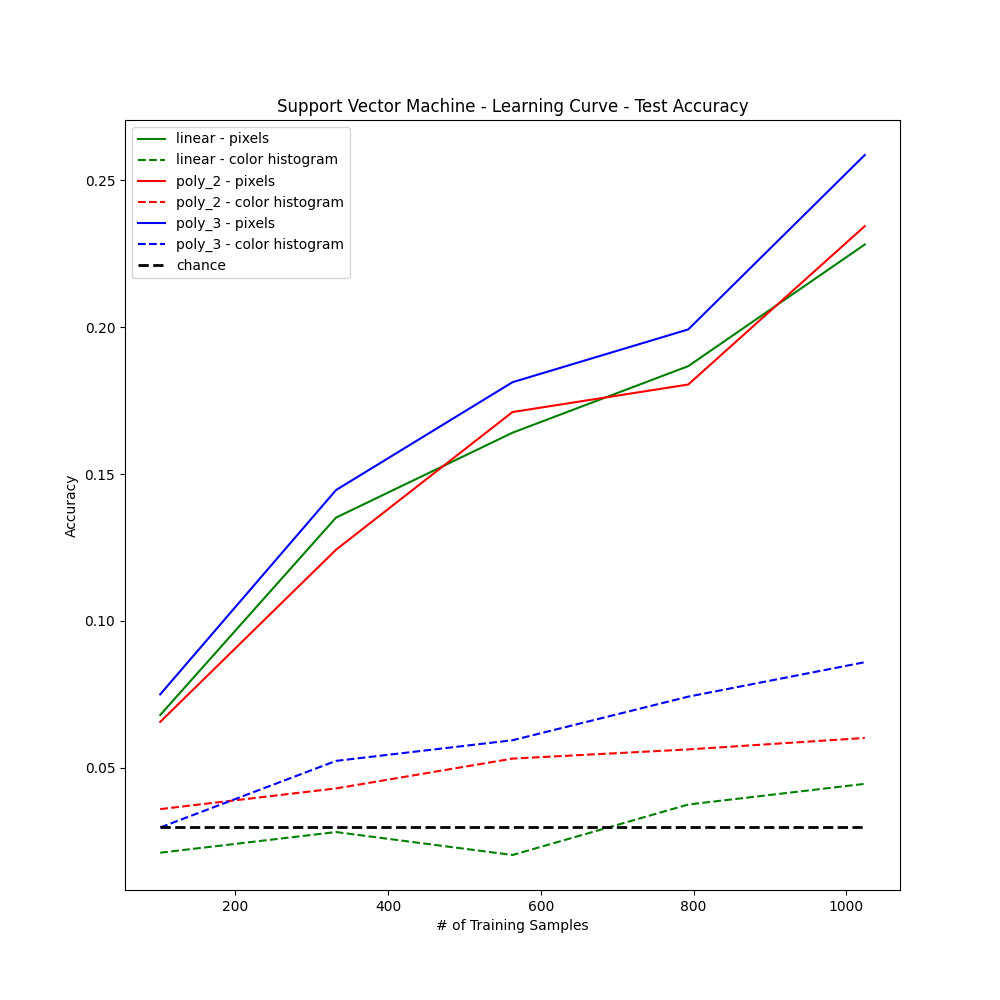 Support Vector Machine - Learning Curve - Test Accuracy
linear - pixels
linear - color histogram
poly_2 - pixels
poly_2 - color histogram
poly_3 - pixels
poly_3 - color histogram
chance
0.25
0.20
0.15
0.10
0.05
Accuracy
200 400 600 800 1000
# of Training Samples